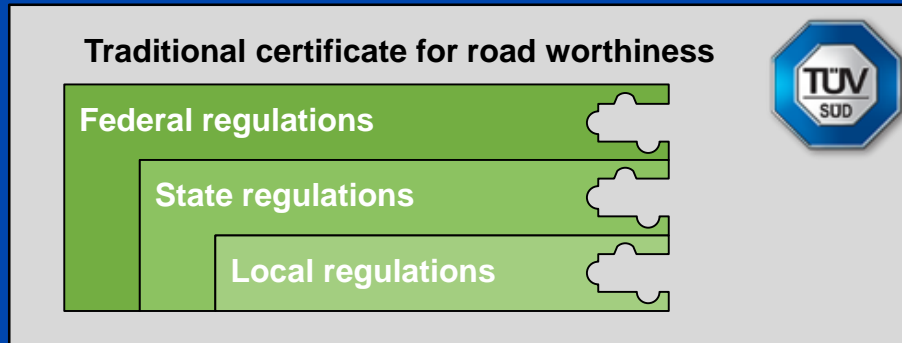 Traditional certificate for road worthiness
TÜV
SÜD
Federal regulations
State regulations
Local regulations